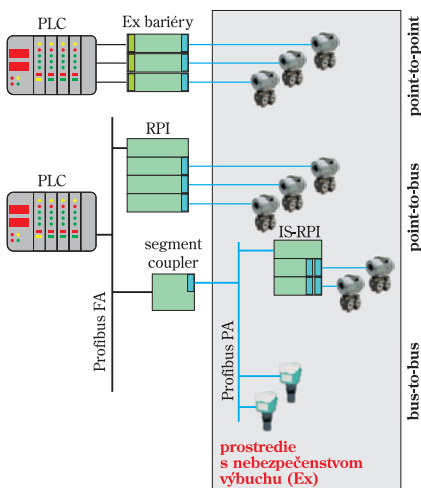 PLC
Ex bariéry
point-to-point
RPI
PLC
point-to-bus
IS-RPI
segment
coupler
Profibus FA
Profibus PA
bus-to-bus
prostredie
s nebezpečenstvom
výbuchu (Ex)